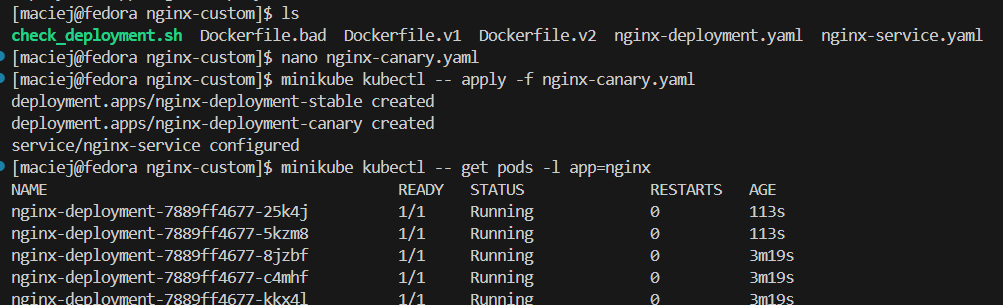 [maciej@fedora nginx-custom]$ ls
check_deployment.sh  Dockerfile.bad  Dockerfile.v1  Dockerfile.v2  nginx-deployment.yaml  nginx-service.yaml
[maciej@fedora nginx-custom]$ nano nginx-canary.yaml
[maciej@fedora nginx-custom]$ minikube kubectl -- apply -f nginx-canary.yaml
deployment.apps/nginx-deployment-stable created
deployment.apps/nginx-deployment-canary created
service/nginx-service configured
[maciej@fedora nginx-custom]$ minikube kubectl -- get pods -l app=nginx
NAME                                READY   STATUS              RESTARTS   AGE
nginx-deployment-7889ff4677-25k4j   1/1     Running             0          113s
nginx-deployment-7889ff4677-5kzm8   1/1     Running             0          113s
nginx-deployment-7889ff4677-8jzbf   1/1     Running             0          3m19s
nginx-deployment-7889ff4677-c4mhf   1/1     Running             0          3m19s
nginx-deployment-7889ff4677-kkx4l   1/1     Running             0          3m19s